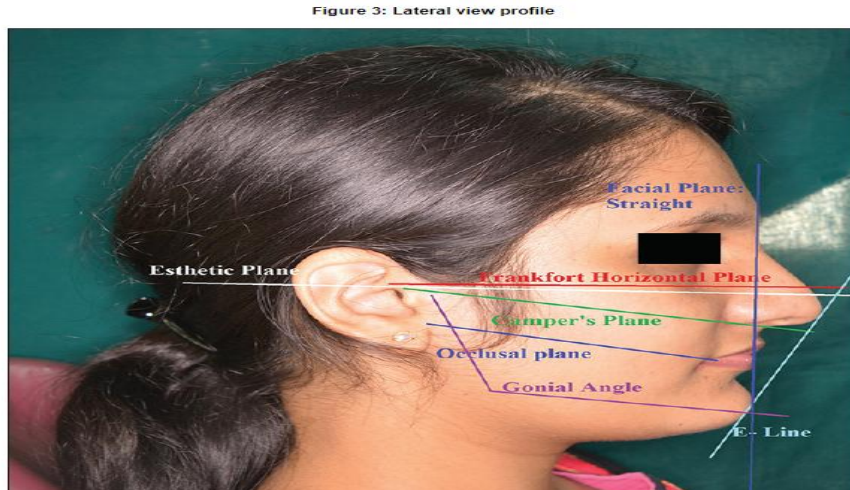 Figure 3: Lateral view profile
Facial Plane:
Straight
Esthetic Plane
Frankfort Horizontal Plane
Camper's Plane
Occlusal plane
Gonial Angle
E- Line